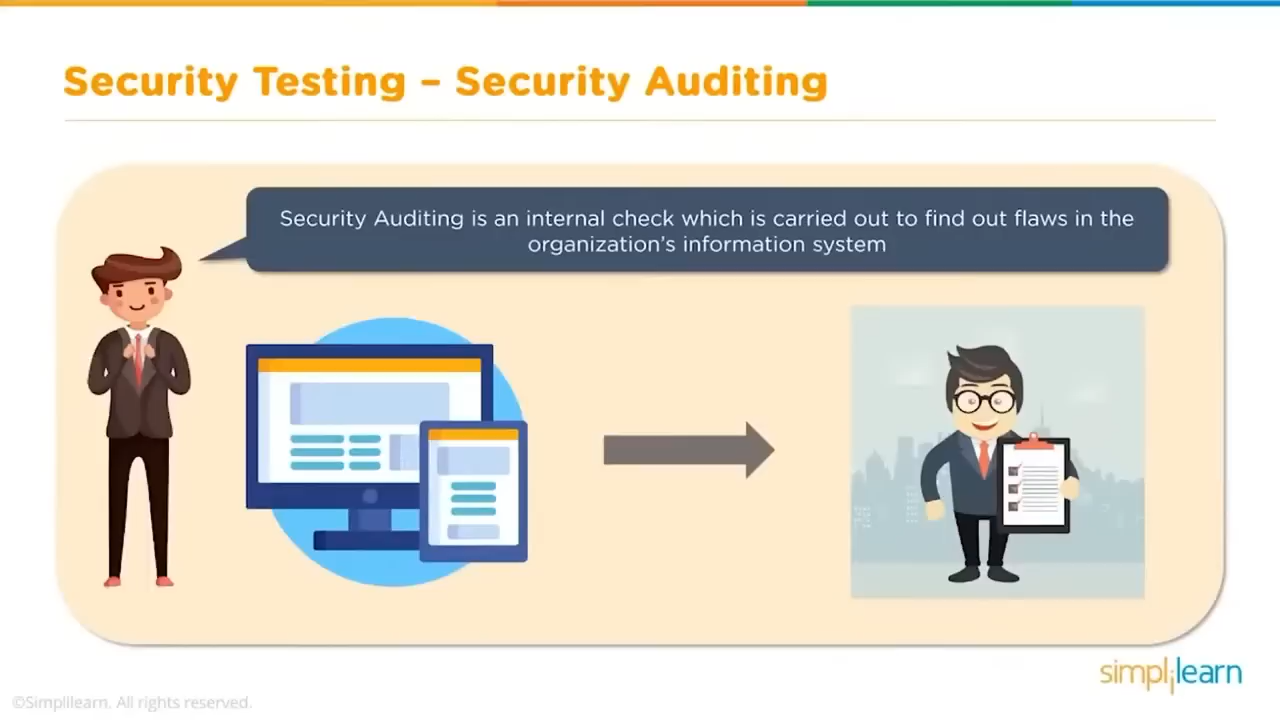 Security Testing – Security Auditing
Security Auditing is an internal check which is carried out to find out flaws in the
organization's information system
simplilearn
©Simplilearn. All rights reserved.